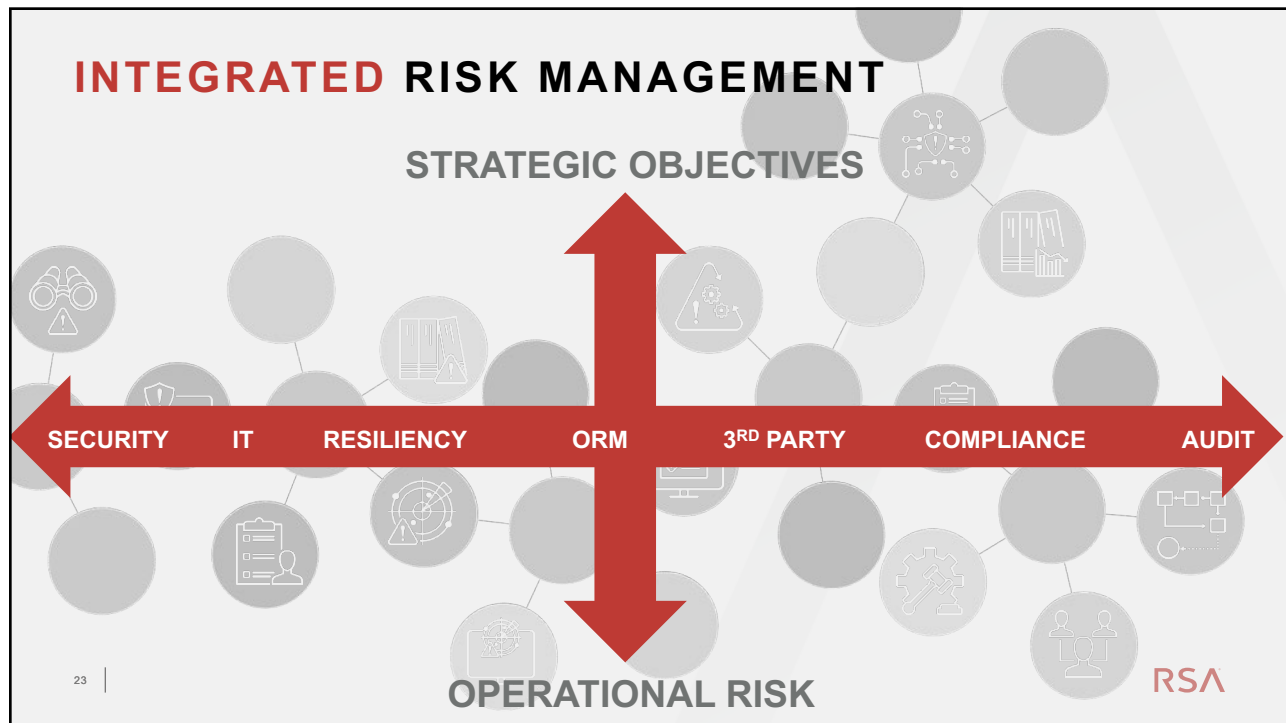 INTEGRATED RISK MANAGEMENT
STRATEGIC OBJECTIVES
SECURITY IT RESILIENCY ORM 3RD PARTY COMPLIANCE AUDIT
OPERATIONAL RISK
23
RSA